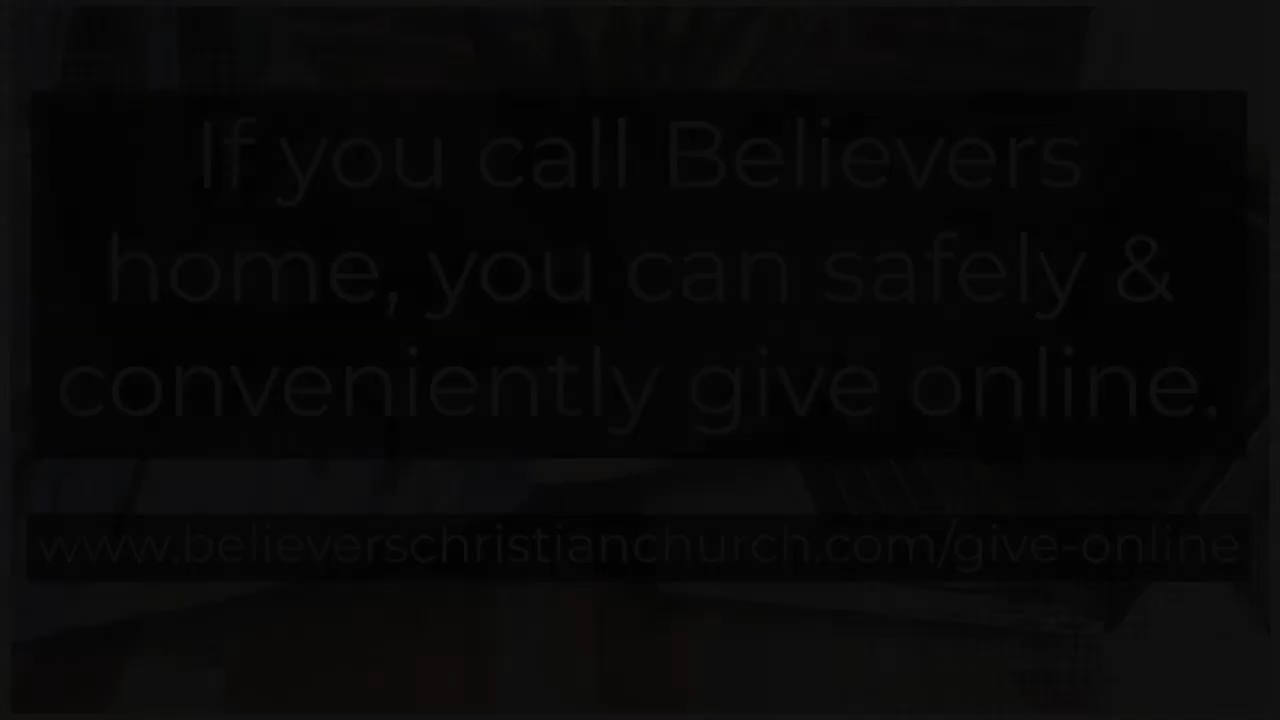 If you call Believers
home, you can safely &
conveniently give online.
www.believerschristianchurch.com/give-online